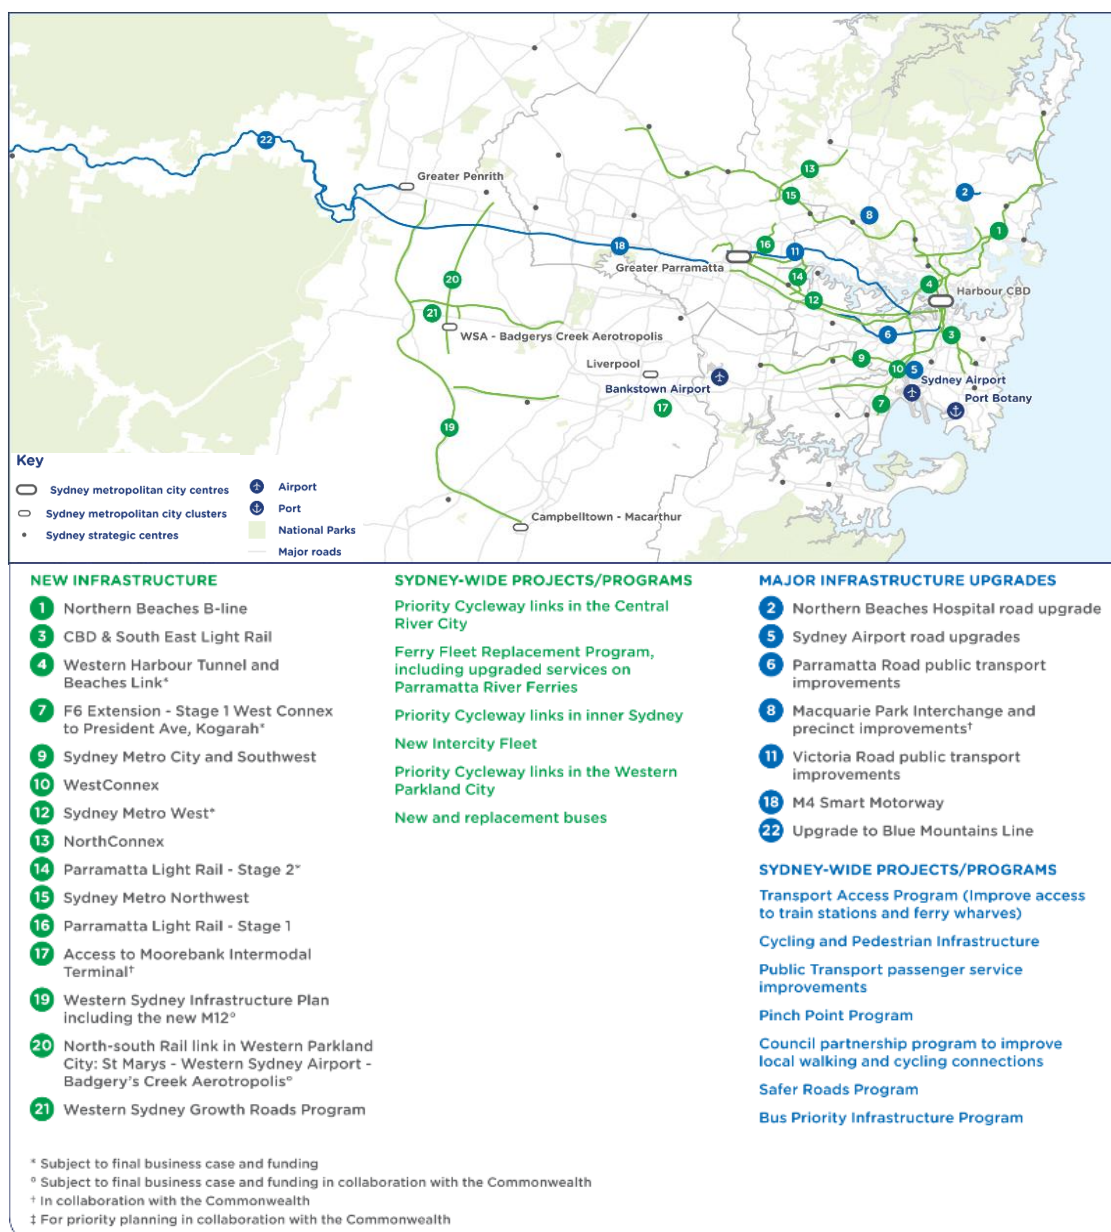 22
Greater Penrith
13
15
2
8
1
18
16
11
Greater Parramatta
14
4
Harbour CBD
20
12
21
WSA - Badgerys Creek Aerotropolis
6
3
Liverpool
9
10
5
Bankstown Airport
Sydney Airport
17
7
Port Botany
19
Campbelltown - Macarthur
Key
Sydney metropolitan city centres
Sydney metropolitan city clusters
Sydney strategic centres
Airport
Port
National Parks
Major roads
NEW INFRASTRUCTURE
1 Northern Beaches B-line
3 CBD & South East Light Rail
4 Western Harbour Tunnel and
Beaches Link*
7 F6 Extension - Stage 1 West Connex
to President Ave, Kogarah*
9 Sydney Metro City and Southwest
10 WestConnex
12 Sydney Metro West*
13 NorthConnex
14 Parramatta Light Rail - Stage 2*
15 Sydney Metro Northwest
16 Parramatta Light Rail - Stage 1
17 Access to Moorebank Intermodal
Terminal†
19 Western Sydney Infrastructure Plan
including the new M12°
20 North-south Rail link in Western Parkland
City: St Marys - Western Sydney Airport -
Badgery's Creek Aerotropolis°
21 Western Sydney Growth Roads Program
SYDNEY-WIDE PROJECTS/PROGRAMS
Priority Cycleway links in the Central
River City
Ferry Fleet Replacement Program,
including upgraded services on
Parramatta River Ferries
Priority Cycleway links in inner Sydney
New Intercity Fleet
Priority Cycleway links in the Western
Parkland City
New and replacement buses
MAJOR INFRASTRUCTURE UPGRADES
2 Northern Beaches Hospital road upgrade
5 Sydney Airport road upgrades
6 Parramatta Road public transport
improvements
8 Macquarie Park Interchange and
precinct improvements†
11 Victoria Road public transport
improvements
18 M4 Smart Motorway
22 Upgrade to Blue Mountains Line
SYDNEY-WIDE PROJECTS/PROGRAMS
Transport Access Program (Improve access
to train stations and ferry wharves)
Cycling and Pedestrian Infrastructure
Public Transport passenger service
improvements
Pinch Point Program
Council partnership program to improve
local walking and cycling connections
Safer Roads Program
Bus Priority Infrastructure Program
* Subject to final business case and funding
° Subject to final business case and funding in collaboration with the Commonwealth
† In collaboration with the Commonwealth
‡ For priority planning in collaboration with the Commonwealth